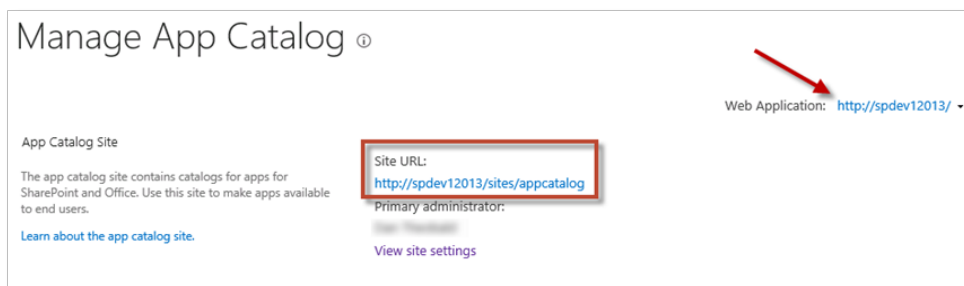 Manage App Catalog
Web Application: http://spdev12013/
App Catalog Site
The app catalog site contains catalogs for apps for
SharePoint and Office. Use this site to make apps available
to end users.
Learn about the app catalog site.
Site URL:
http://spdev12013/sites/appcatalog
Primary administrator:
View site settings